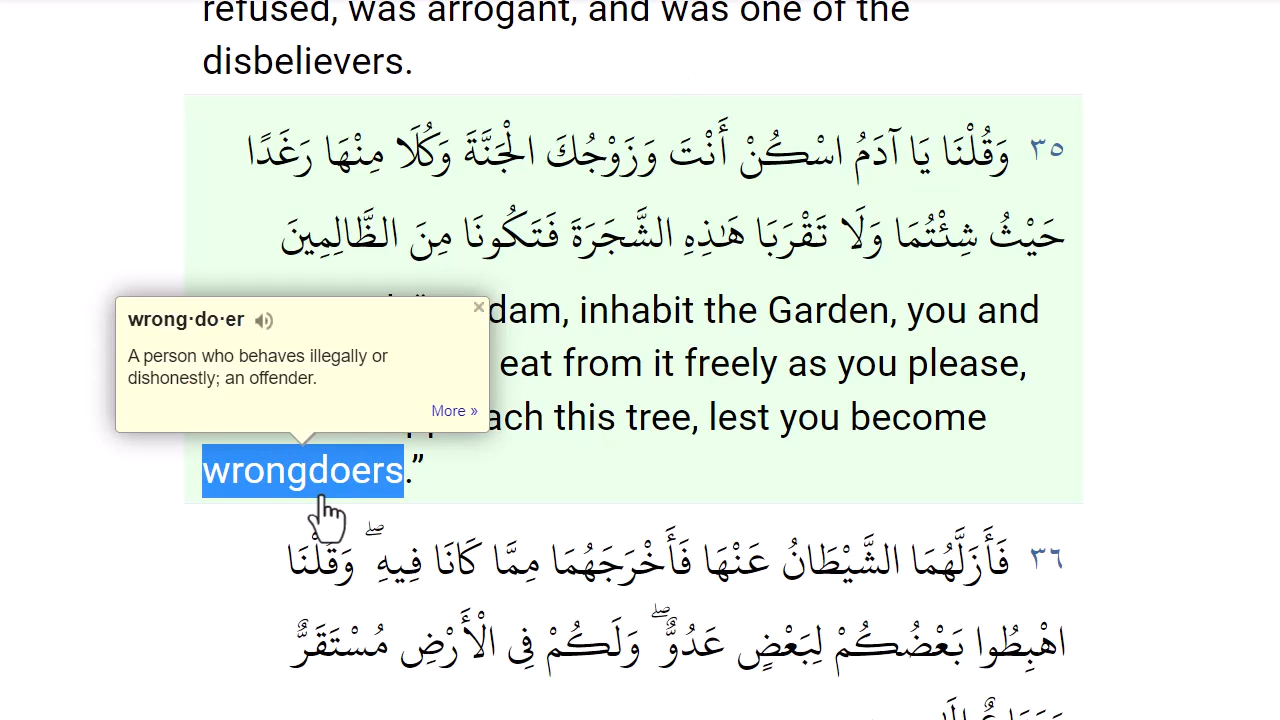 refused, was arrogant, and was one of the
disbelievers.
٣٥ وَقُلْنَا يَا آدَمُ اسْكُنْ أَنْتَ وَزَوْجُكَ الْجَنَّةَ وَكُلَا مِنْهَا رَغَدًا
حَيْثُ شِئْتُمَا وَلَا تَقْرَبَا هَٰذِهِ الشَّجَرَةَ فَتَكُونَا مِنَ الظَّالِمِينَ
dam, inhabit the Garden, you and
eat from it freely as you please,
ach this tree, lest you become
wrongdoers.”
wrong·do·er
A person who behaves illegally or
dishonestly; an offender.
More »
٣٦ فَأَزَلَّهُمَا الشَّيْطَانُ عَنْهَا فَأَخْرَجَهُمَا مِمَّا كَانَا فِيهِ ۖ وَقُلْنَا
اهْبِطُوا بَعْضُكُمْ لِبَعْضٍ عَدُوٌّ ۖ وَلَكُمْ فِي الْأَرْضِ مُسْتَقَرٌّ